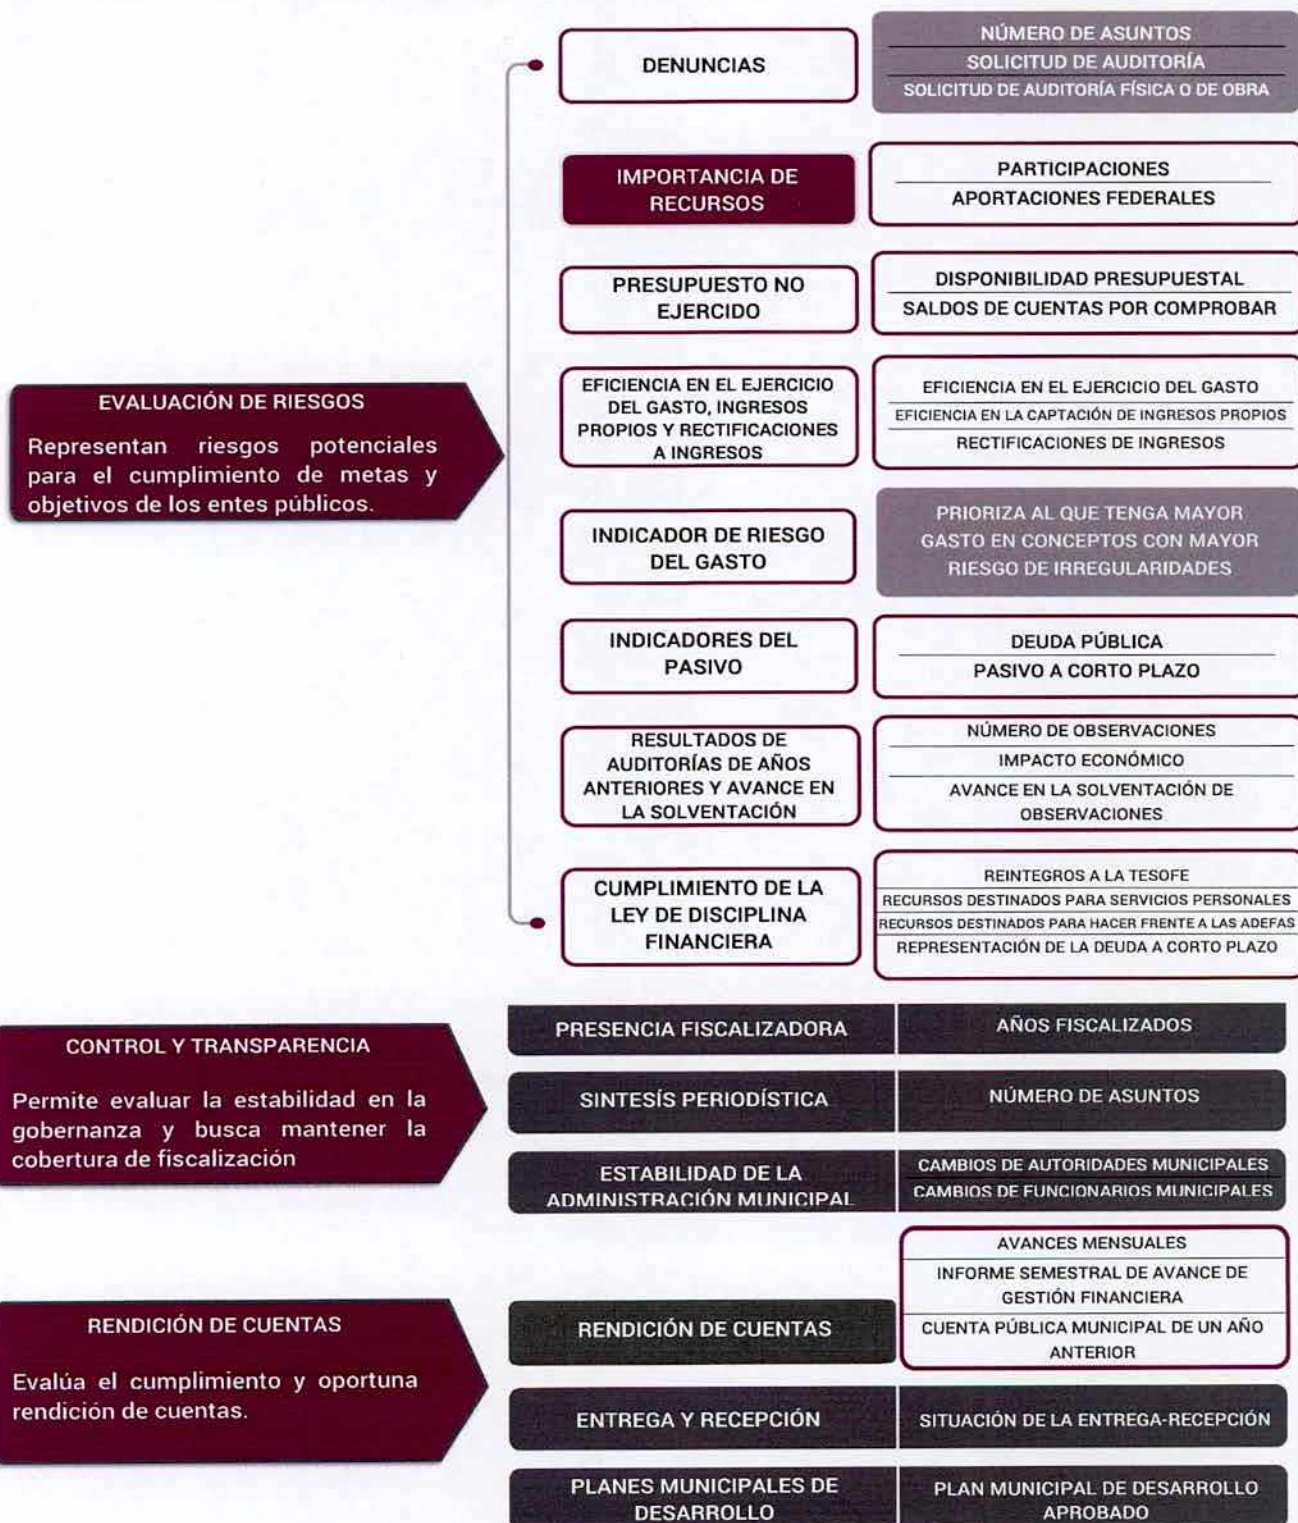 DENUNCIAS
NÚMERO DE ASUNTOS
SOLICITUD DE AUDITORÍA
SOLICITUD DE AUDITORÍA FÍSICA O DE OBRA
IMPORTANCIA DE
RECURSOS
PARTICIPACIONES
APORTACIONES FEDERALES
PRESUPUESTO NO
EJERCIDO
DISPONIBILIDAD PRESUPUESTAL
SALDOS DE CUENTAS POR COMPROBAR
EVALUACIÓN DE RIESGOS
Representan riesgos potenciales
para el cumplimiento de metas y
objetivos de los entes públicos.
EFICIENCIA EN EL EJERCICIO
DEL GASTO, INGRESOS
PROPIOS Y RECTIFICACIONES
A INGRESOS
EFICIENCIA EN EL EJERCICIO DEL GASTO
EFICIENCIA EN LA CAPTACIÓN DE INGRESOS PROPIOS
RECTIFICACIONES DE INGRESOS
INDICADOR DE RIESGO
DEL GASTO
PRIORIZA AL QUE TENGA MAYOR
GASTO EN CONCEPTOS CON MAYOR
RIESGO DE IRREGULARIDADES
INDICADORES DEL
PASIVO
DEUDA PÚBLICA
PASIVO A CORTO PLAZO
RESULTADOS DE
AUDITORÍAS DE AÑOS
ANTERIORES Y AVANCE EN
LA SOLVENTACIÓN
NÚMERO DE OBSERVACIONES
IMPACTO ECONÓMICO
AVANCE EN LA SOLVENTACIÓN DE
OBSERVACIONES
CUMPLIMIENTO DE LA
LEY DE DISCIPLINA
FINANCIERA
REINTEGROS A LA TESOFE
RECURSOS DESTINADOS PARA SERVICIOS PERSONALES
RECURSOS DESTINADOS PARA HACER FRENTE A LAS ADEFAS
REPRESENTACIÓN DE LA DEUDA A CORTO PLAZO
CONTROL Y TRANSPARENCIA
Permite evaluar la estabilidad en la
gobernanza y busca mantener la
cobertura de fiscalización
PRESENCIA FISCALIZADORA
AÑOS FISCALIZADOS
SINTESÍS PERIODÍSTICA
NÚMERO DE ASUNTOS
ESTABILIDAD DE LA
ADMINISTRACIÓN MUNICIPAL
CAMBIOS DE AUTORIDADES MUNICIPALES
CAMBIOS DE FUNCIONARIOS MUNICIPALES
RENDICIÓN DE CUENTAS
Evalúa el cumplimiento y oportuna
rendición de cuentas.
RENDICIÓN DE CUENTAS
AVANCES MENSUALES
INFORME SEMESTRAL DE AVANCE DE
GESTIÓN FINANCIERA
CUENTA PÚBLICA MUNICIPAL DE UN AÑO
ANTERIOR
ENTREGA Y RECEPCIÓN
SITUACIÓN DE LA ENTREGA-RECEPCIÓN
PLANES MUNICIPALES DE
DESARROLLO
PLAN MUNICIPAL DE DESARROLLO
APROBADO